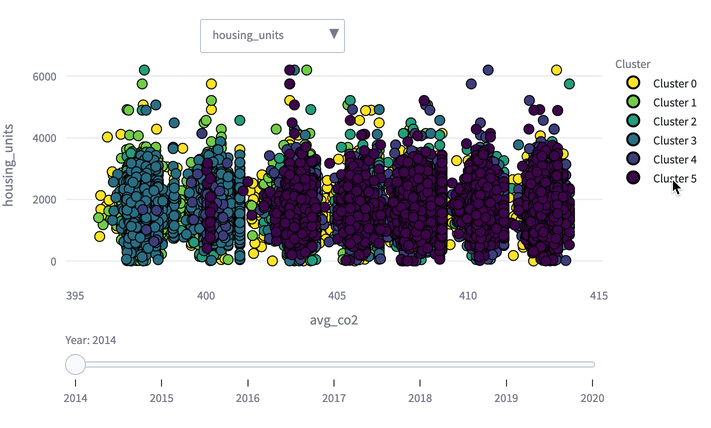 housing_units
Cluster
Cluster 0
Cluster 1
Cluster 2
Cluster 3
Cluster 4
Cluster 5
housing_units
6000
4000
2000
0
395 400 405 410 415
avg_co2
Year: 2014
2014 2015 2016 2017 2018 2019 2020